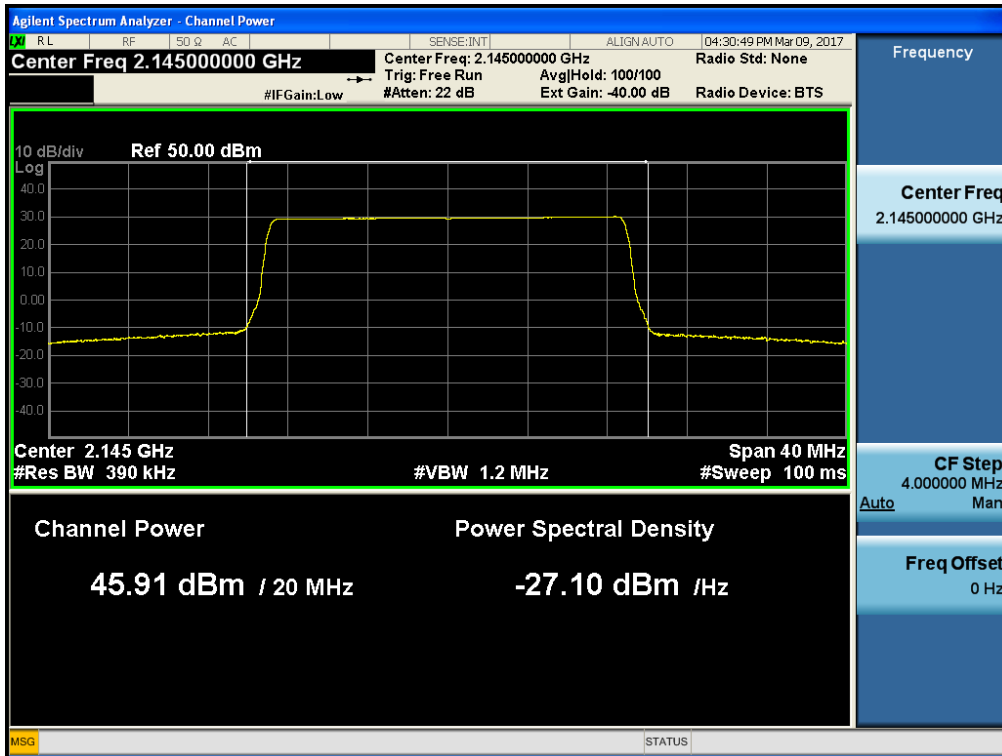 Agilent Spectrum Analyzer - Channel Power
LXI RL RF 50 Ω AC SENSE:INT ALIGN AUTO 04:30:49 PM Mar 09, 2017
Center Freq 2.145000000 GHz
Center Freq: 2.145000000 GHz Radio Std: None
Trig: Free Run Avg|Hold: 100/100
#IFGain:Low #Atten: 22 dB Ext Gain: -40.00 dB Radio Device: BTS
10 dB/div Ref 50.00 dBm
Log
40.0
30.0
20.0
10.0
0.00
-10.0
-20.0
-30.0
-40.0
Center 2.145 GHz Span 40 MHz
#Res BW 390 kHz #VBW 1.2 MHz #Sweep 100 ms
Channel Power Power Spectral Density
45.91 dBm / 20 MHz -27.10 dBm /Hz
Frequency
Center Freq
2.145000000 GHz
CF Step
4.000000 MHz
Auto Man
Freq Offset
0 Hz
MSG STATUS